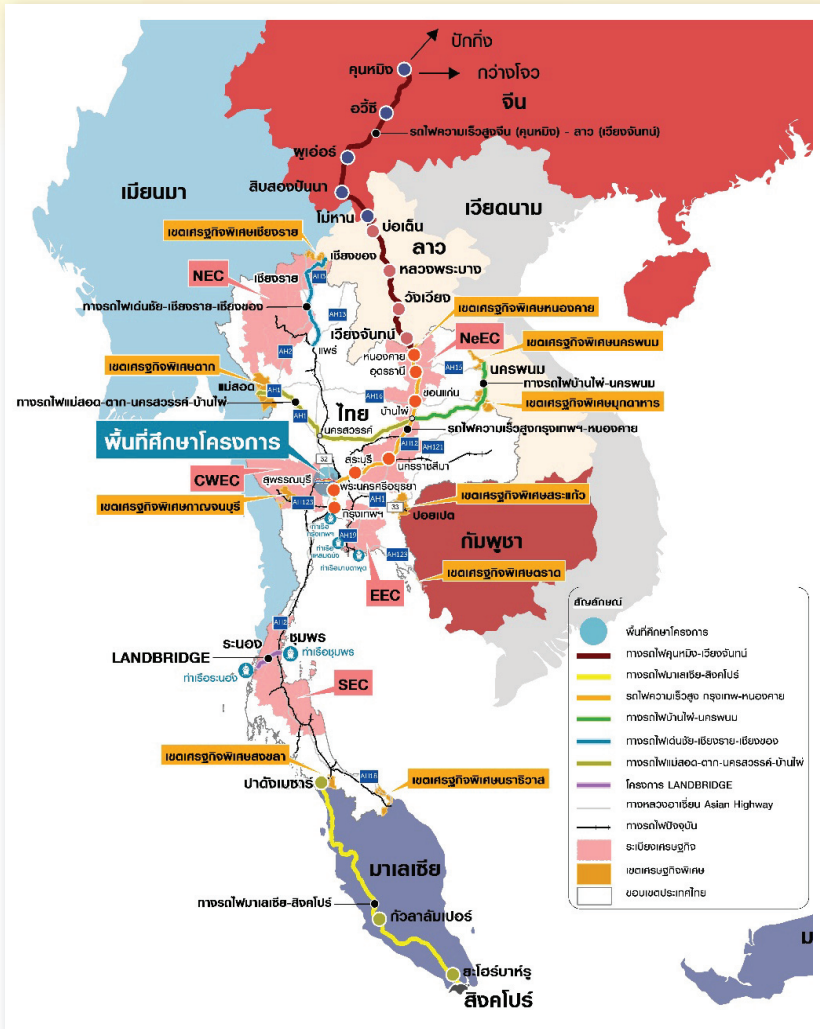 ปักกิ่ง
คุนหมิง
กว่างโจว
จีน
อวี้ซี
รถไฟความเร็วสูงจีน (คุนหมิง) - ลาว (เวียงจันทน์)
ผูเอ่อร์
เมียนมา
สิบสองปันนา
เวียดนาม
โม่หาน
บ่อเต็น
เขตเศรษฐกิจพิเศษเชียงราย
ลาว
เชียงของ
NEC
เชียงราย
AH3
หลวงพระบาง
ทางรถไฟเด่นชัย-เชียงราย-เชียงของ
AH13
วังเวียง
เขตเศรษฐกิจพิเศษหนองคาย
เวียงจันทน์
NeEC
AH2
แพร่
หนองคาย
เขตเศรษฐกิจพิเศษนครพนม
เขตเศรษฐกิจพิเศษตาก
อุดรธานี
AH15
นครพนม
แม่สอด
AH1
ทางรถไฟบ้านไผ่-นครพนม
ทางรถไฟแม่สอด-ตาก-นครสวรรค์-บ้านไผ่
AH16
ขอนแก่น
เขตเศรษฐกิจพิเศษมุกดาหาร
AH1
ไทย
บ้านไผ่
นครสวรรค์
รถไฟความเร็วสูงกรุงเทพฯ-หนองคาย
พื้นที่ศึกษาโครงการ
AH12
AH121
32
สระบุรี
นครราชสีมา
CWEC
สุพรรณบุรี
พระนครศรีอยุธยา
เขตเศรษฐกิจพิเศษกาญจนบุรี
AH123
AH1
เขตเศรษฐกิจพิเศษสระแก้ว
กรุงเทพฯ
33
ปอยเปต
ท่าเรือ
กรุงเทพฯ
AH19
กัมพูชา
ท่าเรือ
แหลมฉบัง
AH123
ท่าเรือมาบตาพุด
EEC
เขตเศรษฐกิจพิเศษตราด
ระนอง
AH2
ชุมพร
LANDBRIDGE
ท่าเรือชุมพร
ท่าเรือระนอง
SEC
เขตเศรษฐกิจพิเศษสงขลา
ปาดังเบซาร์
AH18
เขตเศรษฐกิจพิเศษนราธิวาส
มาเลเซีย
ทางรถไฟมาเลเซีย-สิงคโปร์
กัวลาลัมเปอร์
ยะโฮร์บาห์รู
สิงคโปร์
สัญลักษณ์
พื้นที่ศึกษาโครงการ
ทางรถไฟคุนหมิง-เวียงจันทน์
ทางรถไฟมาเลเซีย-สิงคโปร์
รถไฟความเร็วสูง กรุงเทพ-หนองคาย
ทางรถไฟบ้านไผ่-นครพนม
ทางรถไฟเด่นชัย-เชียงราย-เชียงของ
ทางรถไฟแม่สอด-ตาก-นครสวรรค์-บ้านไผ่
โครงการ LANDBRIDGE
ทางหลวงอาเซียน Asian Highway
ทางรถไฟปัจจุบัน
ระเบียงเศรษฐกิจ
เขตเศรษฐกิจพิเศษ
ขอบเขตประเทศไทย